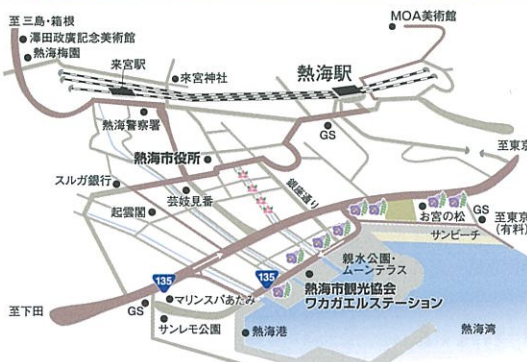 至三島・箱根
澤田政廣記念美術館
熱海梅園
MOA美術館
来宮駅
来宮神社
熱海駅
熱海警察署
GS
熱海市役所
至東京
スルガ銀行
芸妓見番
銀座通り
起雲閣
お宮の松
GS
至東京
(有料)
サンビーチ
親水公園・
ムーンテラス
135
135
熱海市観光協会
ワカガエルステーション
至下田
GS
マリンスパあたみ
サンレモ公園
熱海港
熱海湾